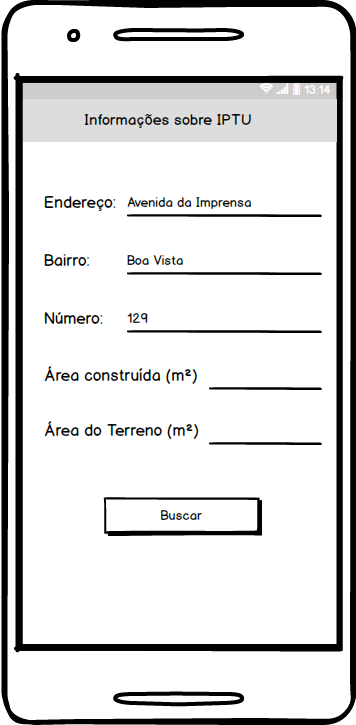 13:14
Informações sobre IPTU
Endereço: Avenida da Imprensa
Bairro: Boa Vista
Número: 129
Área construída (m²)
Área do Terreno (m²)
Buscar